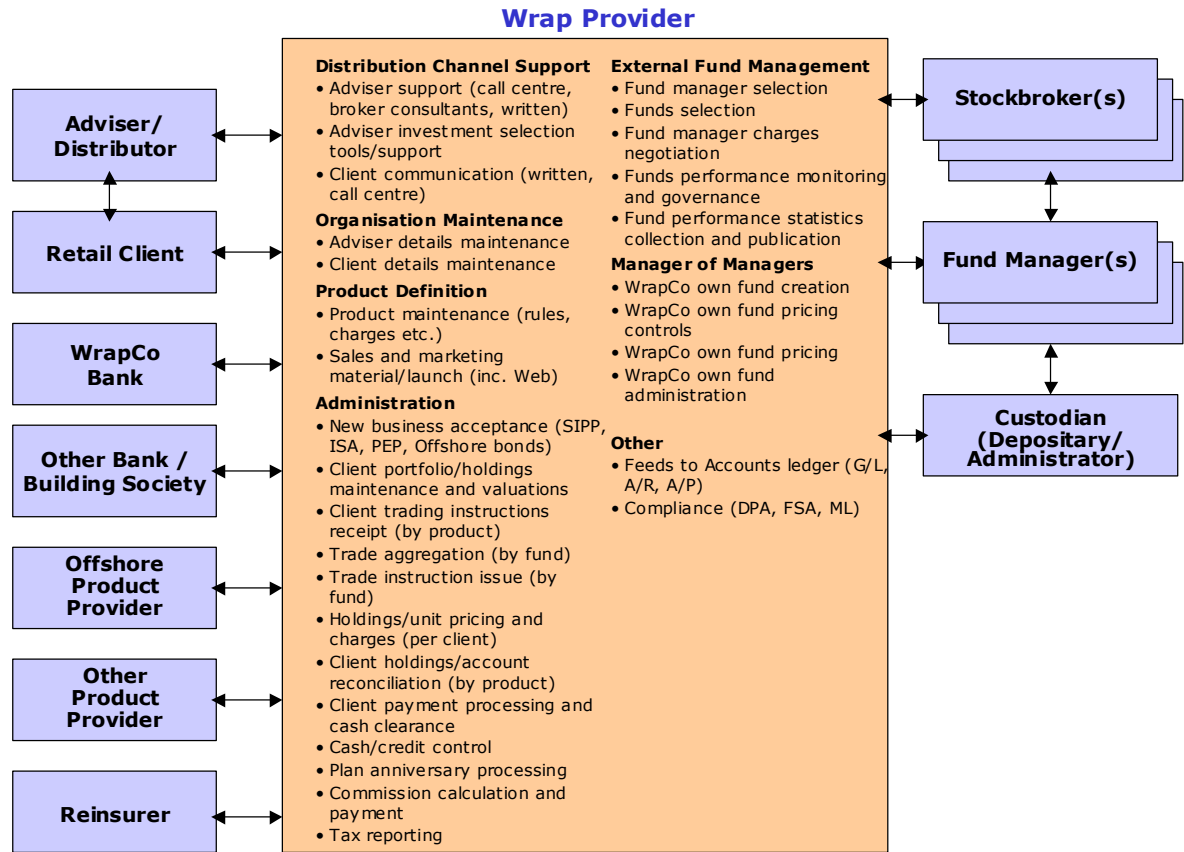 Wrap Provider
Adviser/
Distributor
Retail Client
WrapCo
Bank
Other Bank /
Building Society
Offshore
Product
Provider
Other
Product
Provider
Reinsurer
Distribution Channel Support
• Adviser support (call centre,
broker consultants, written)
• Adviser investment selection
tools/support
• Client communication (written,
call centre)
Organisation Maintenance
• Adviser details maintenance
• Client details maintenance
Product Definition
• Product maintenance (rules,
charges etc.)
• Sales and marketing
material/launch (inc. Web)
Administration
• New business acceptance (SIPP,
ISA, PEP, Offshore bonds)
• Client portfolio/holdings
maintenance and valuations
• Client trading instructions
receipt (by product)
• Trade aggregation (by fund)
• Trade instruction issue (by
fund)
• Holdings/unit pricing and
charges (per client)
• Client holdings/account
reconciliation (by product)
• Client payment processing and
cash clearance
• Cash/credit control
• Plan anniversary processing
• Commission calculation and
payment
• Tax reporting
External Fund Management
• Fund manager selection
• Funds selection
• Fund manager charges
negotiation
• Funds performance monitoring
and governance
• Fund performance statistics
collection and publication
Manager of Managers
• WrapCo own fund creation
• WrapCo own fund pricing
controls
• WrapCo own fund pricing
• WrapCo own fund
administration
Other
• Feeds to Accounts ledger (G/L,
A/R, A/P)
• Compliance (DPA, FSA, ML)
Stockbroker(s)
Fund Manager(s)
Custodian
(Depositary/
Administrator)